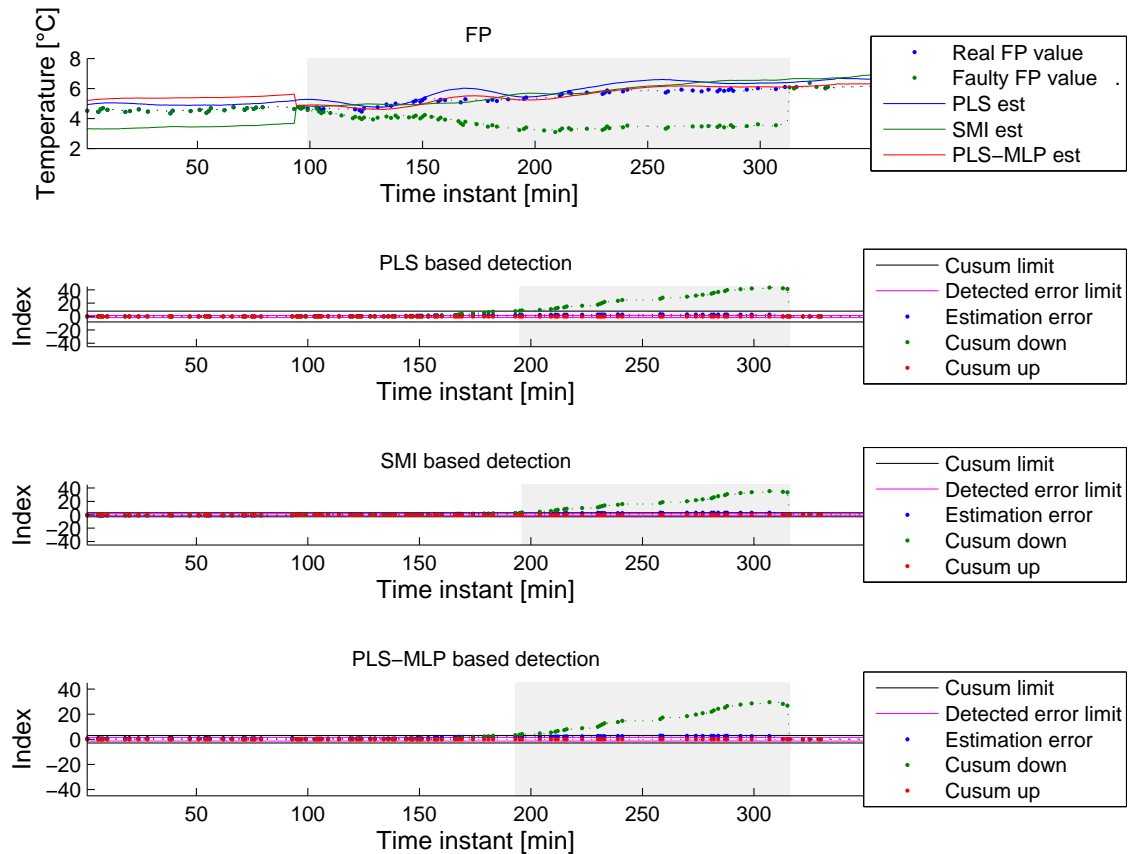 FP
Temperature [°C]
8
6
4
2
50
100
150
200
250
300
Time instant [min]
Real FP value
Faulty FP value .
PLS est
SMI est
PLS−MLP est
PLS based detection
Index
40
20
0
−20
−40
50
100
150
200
250
300
Time instant [min]
Cusum limit
Detected error limit
Estimation error
Cusum down
Cusum up
SMI based detection
Index
40
20
0
−20
−40
50
100
150
200
250
300
Time instant [min]
Cusum limit
Detected error limit
Estimation error
Cusum down
Cusum up
PLS−MLP based detection
Index
40
20
0
−20
−40
50
100
150
200
250
300
Time instant [min]
Cusum limit
Detected error limit
Estimation error
Cusum down
Cusum up